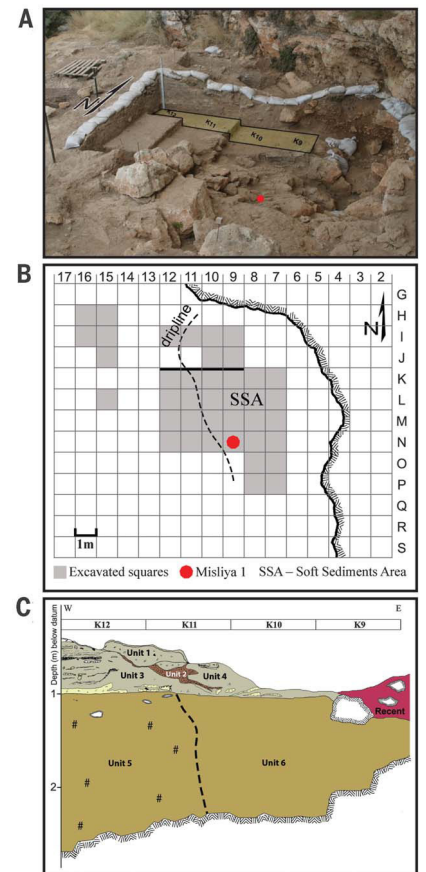 A
K12
K11
K10
K9
B
17 16 15 14 13 12 11 10 9 8 7 6 5 4 3 2
G
H
I
J
K
L
M
N
O
P
Q
R
S
dripline
N
SSA
1m
Excavated squares Misliya 1 SSA – Soft Sediments Area
C
W E
K12 K11 K10 K9
Depth (m) below datum
Unit 1
Unit 2
Unit 3 Unit 4
1
Recent
#
#
#
Unit 5 Unit 6
2
#
#
#